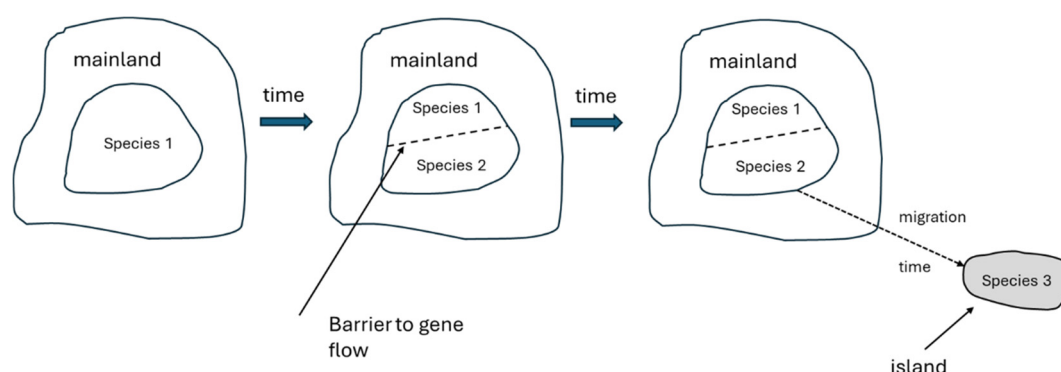 mainland
Species 1
time
mainland
Species 1
Species 2
Barrier to gene
flow
time
mainland
Species 1
Species 2
migration
time
Species 3
island